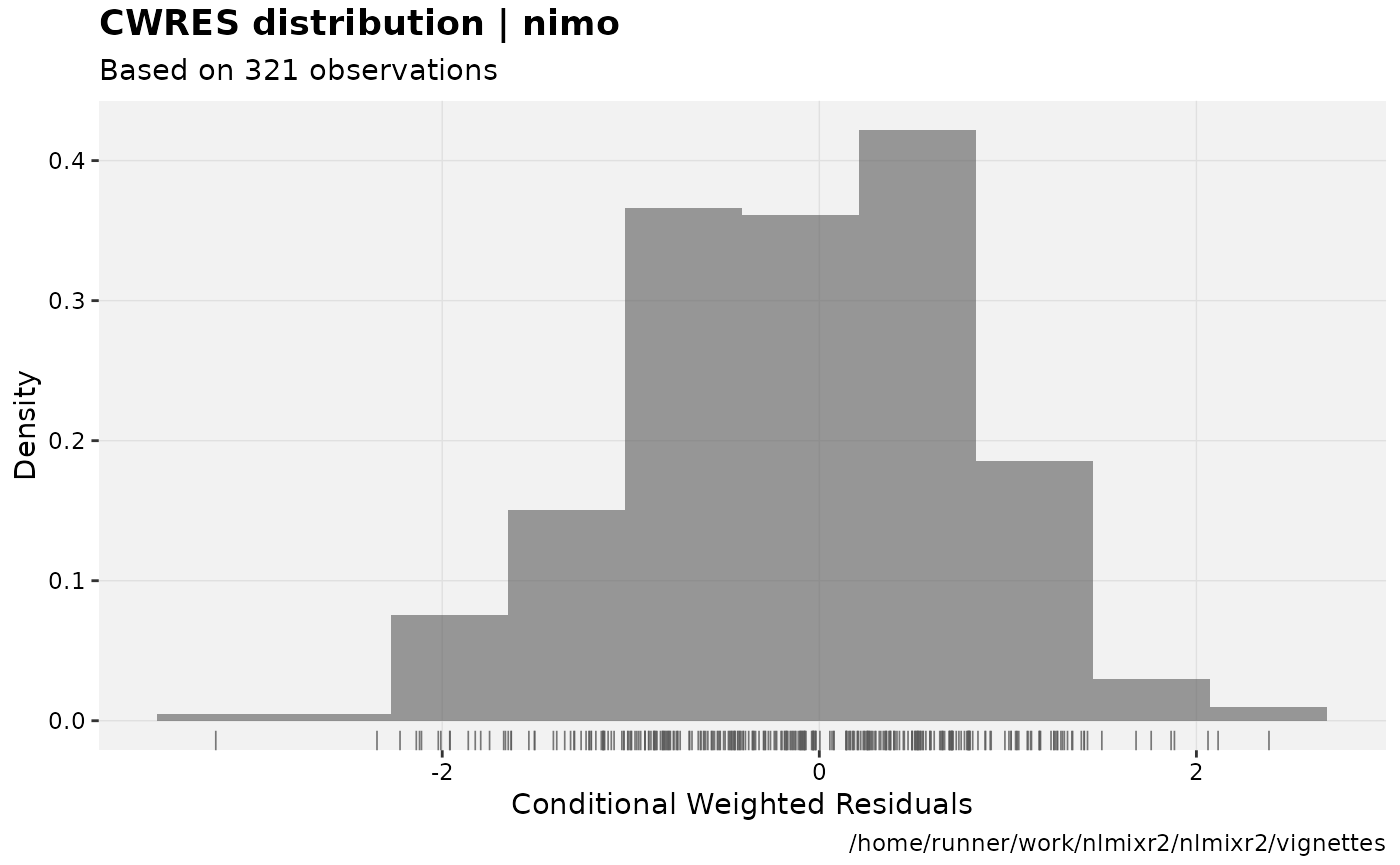 CWRES distribution | nimo
Based on 321 observations
0.4
0.3
0.2
0.1
0.0
Density
-2
0
2
Conditional Weighted Residuals
/home/runner/work/nlmixr2/nlmixr2/vignettes